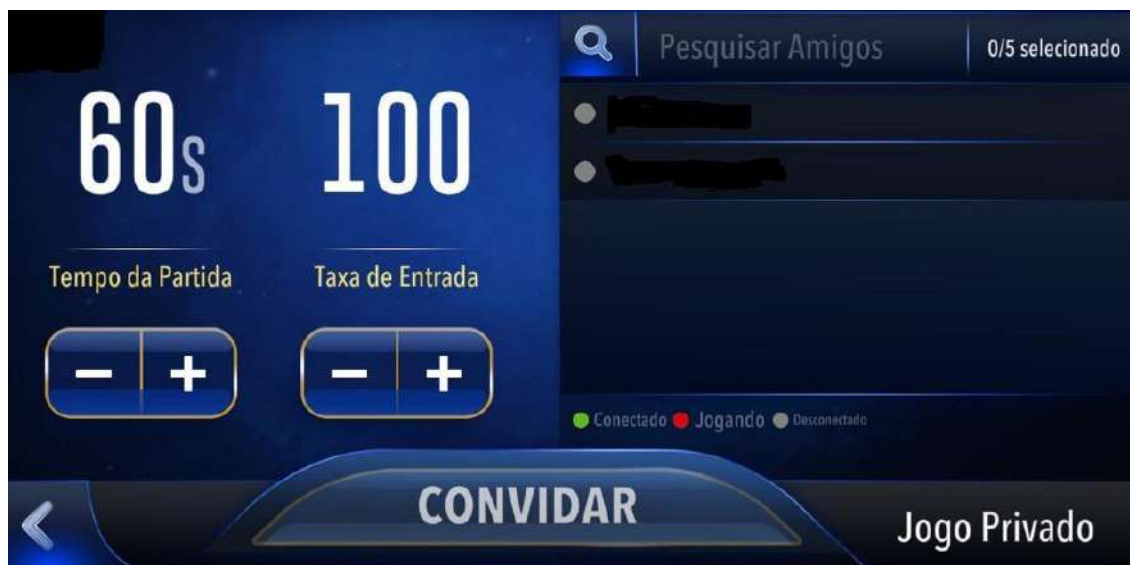 60s
100
Tempo da Partida
Taxa de Entrada
Pesquisar Amigos
0/5 selecionado
Conectado Jogando Desconectado
CONVIDAR
Jogo Privado